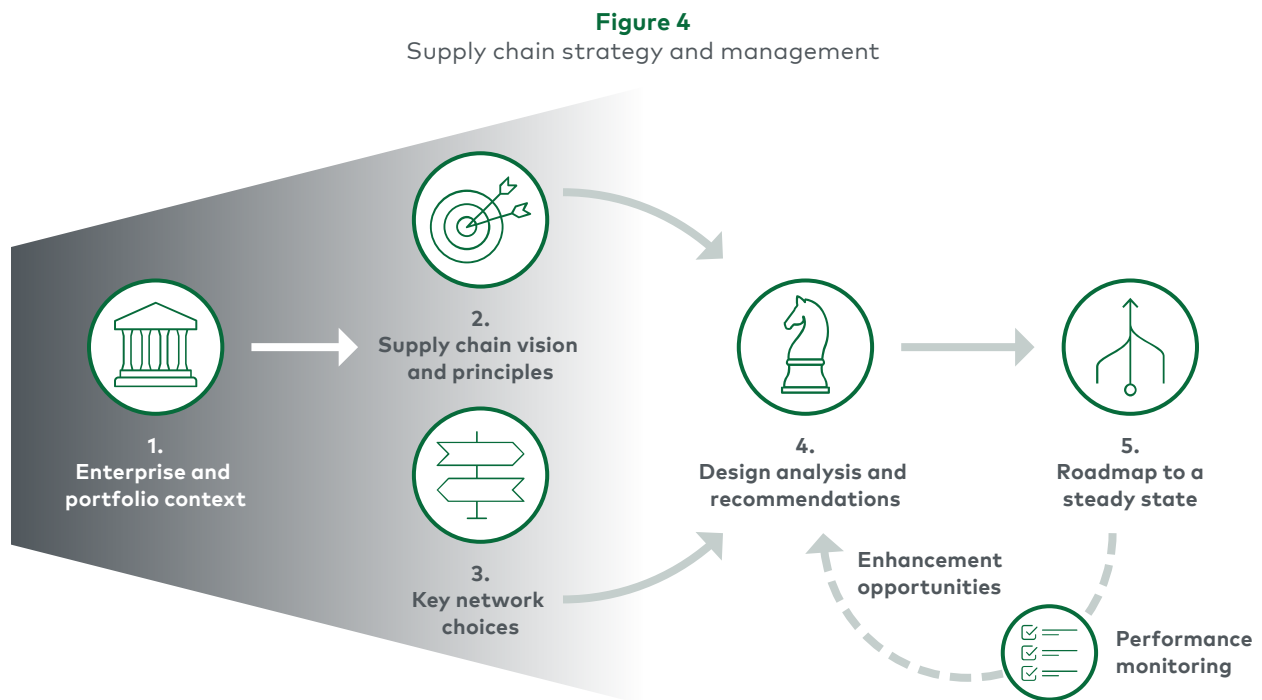 Figure 4
Supply chain strategy and management
1.
Enterprise and
portfolio context
2.
Supply chain vision
and principles
3.
Key network
choices
4.
Design analysis and
recommendations
5.
Roadmap to a
steady state
Enhancement
opportunities
Performance
monitoring